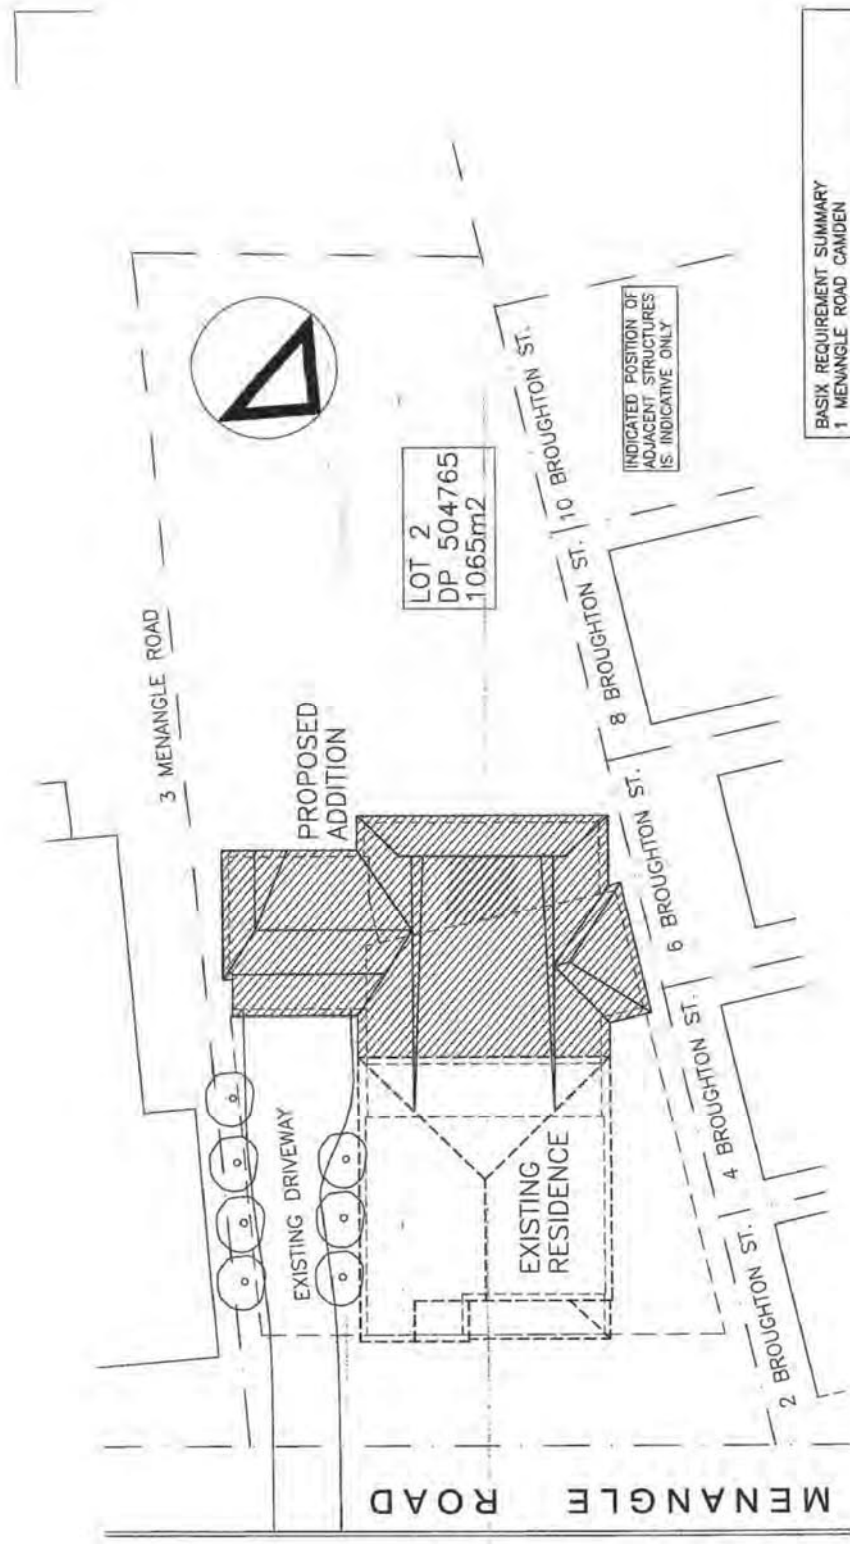 3 MENANGLE ROAD
LOT 2
DP 504765
1065m2
PROPOSED
ADDITION
EXISTING DRIVEWAY
EXISTING
RESIDENCE
MENANGLE ROAD
2 BROUGHTON ST.
4 BROUGHTON ST.
6 BROUGHTON ST.
8 BROUGHTON ST.
10 BROUGHTON ST.
INDICATED POSITION OF
ADJACENT STRUCTURES
IS INDICATIVE ONLY
BASIX REQUIREMENT SUMMARY
1 MENANGLE ROAD CAMDEN